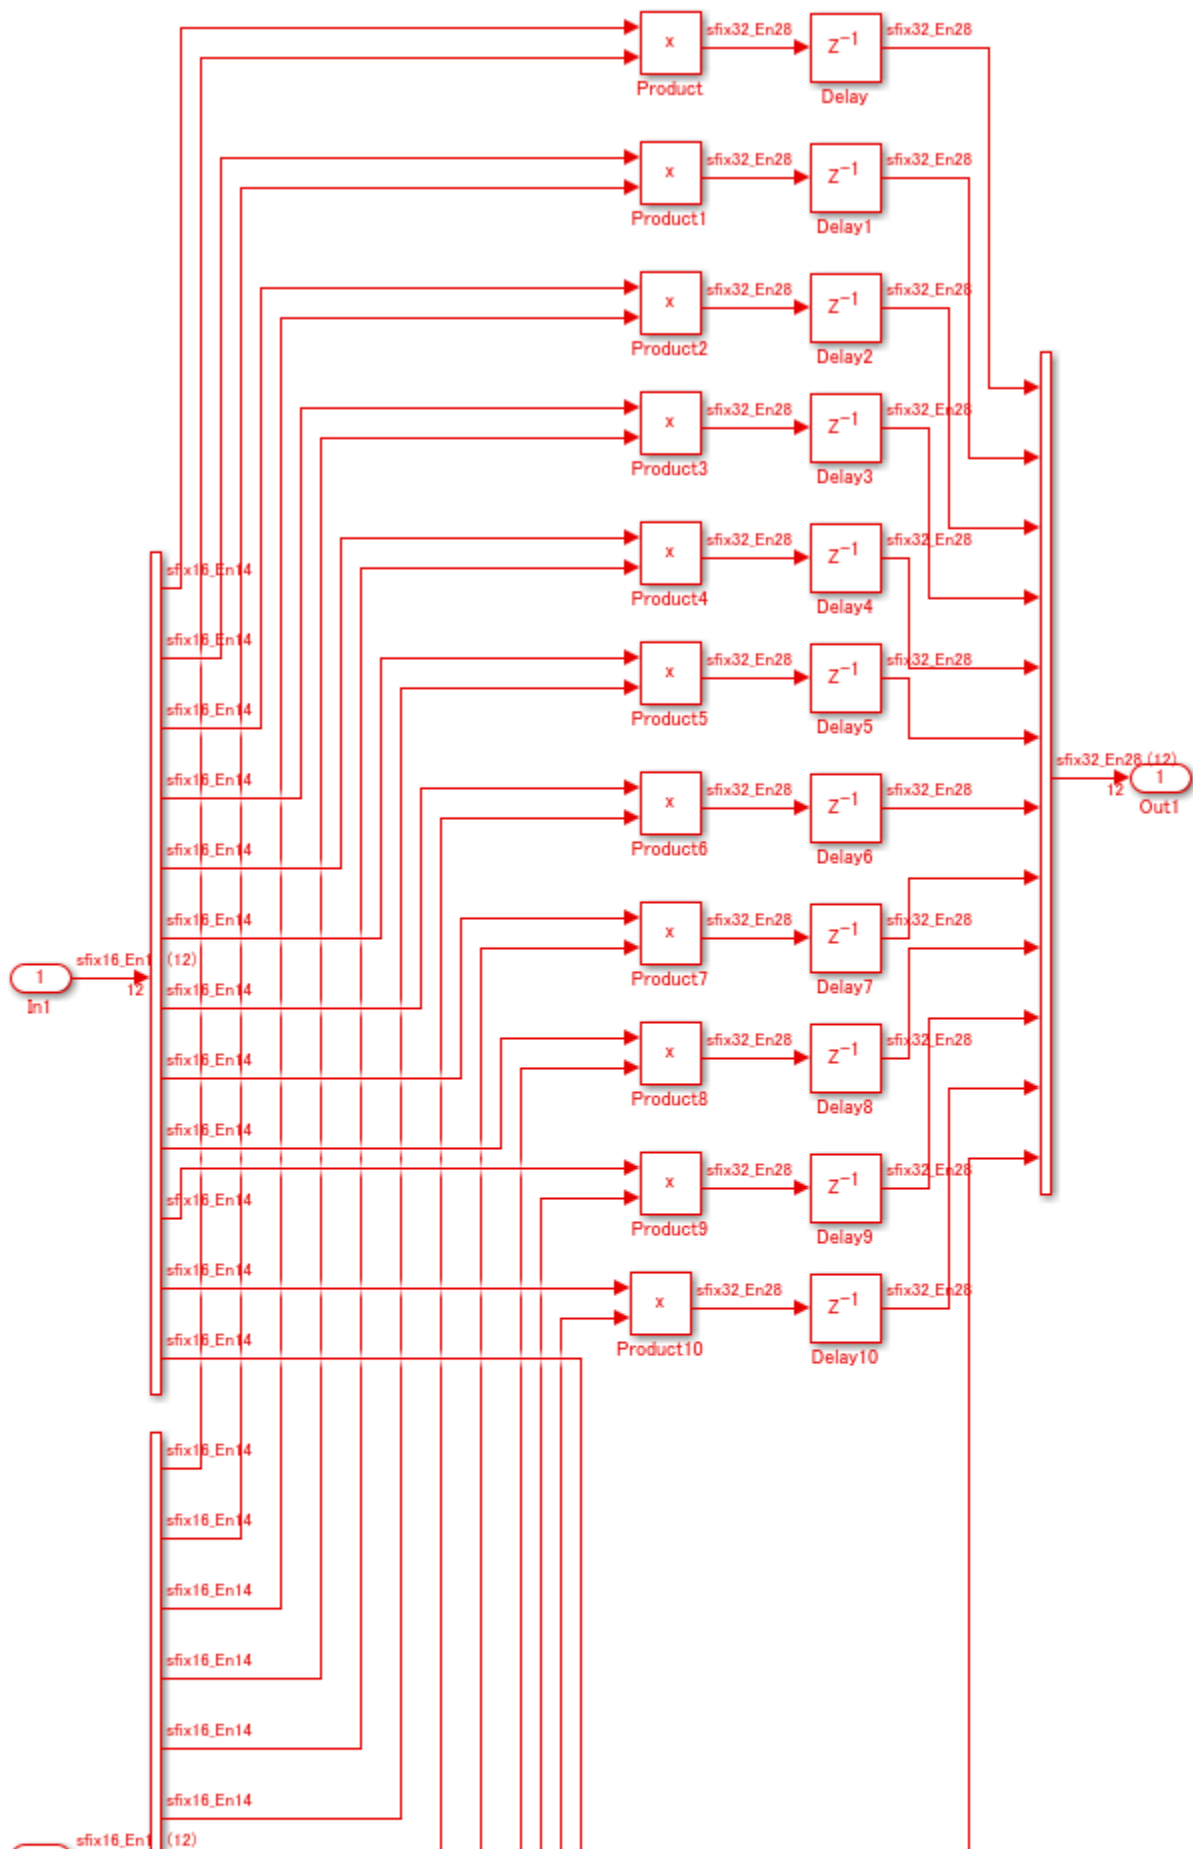 sfix32_En28
sfix32_En28
x
Z⁻¹
Product
Delay
sfix32_En28
sfix32_En28
x
Z⁻¹
Product1
Delay1
sfix32_En28
sfix32_En28
x
Z⁻¹
Product2
Delay2
sfix32_En28
sfix32_En28
x
Z⁻¹
Product3
Delay3
sfix32_En28
sfix32_En28
x
Z⁻¹
sfix16_En14
Product4
Delay4
sfix16_En14
sfix32_En28
sfix32_En28
x
Z⁻¹
sfix16_En14
Product5
Delay5
sfix32_En28 (12)
1
12
Out1
sfix16_En14
sfix32_En28
sfix32_En28
x
Z⁻¹
sfix16_En14
Product6
Delay6
sfix16_En14
sfix32_En28
sfix32_En28
x
Z⁻¹
sfix16_En1 (12)
1
12
In1
sfix16_En14
Product7
Delay7
sfix16_En14
sfix32_En28
sfix32_En28
x
Z⁻¹
Product8
Delay8
sfix16_En14
sfix32_En28
sfix32_En28
x
Z⁻¹
sfix16_En14
Product9
Delay9
sfix16_En14
sfix32_En28
sfix32_En28
x
Z⁻¹
sfix16_En14
Product10
Delay10
sfix16_En14
sfix16_En14
sfix16_En14
sfix16_En14
sfix16_En14
sfix16_En14
sfix16_En1 (12)